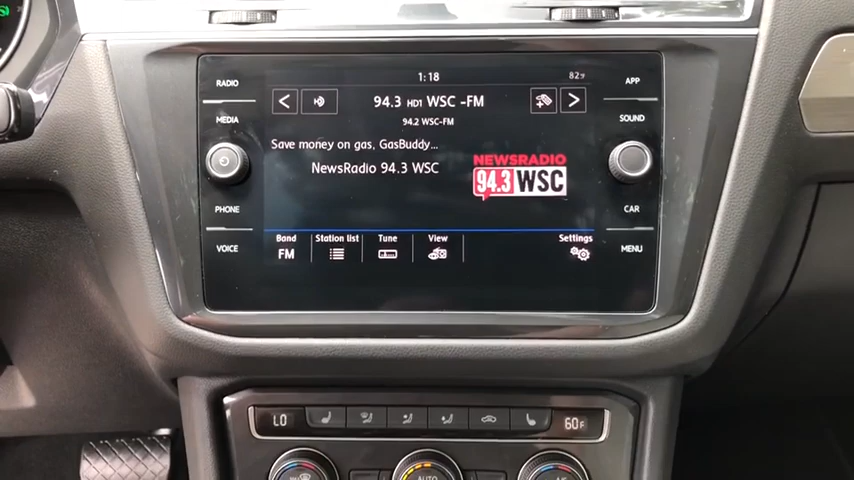 1:18
82°F
RADIO
APP
94.3 HD1 WSC -FM
94.2 WSC-FM
MEDIA
SOUND
Save money on gas, GasBuddy...
NewsRadio 94.3 WSC
NEWSRADIO
94.3 WSC
PHONE
CAR
VOICE
MENU
Band
Station list
Tune
View
Settings
FM
LO
60°F
AUTO